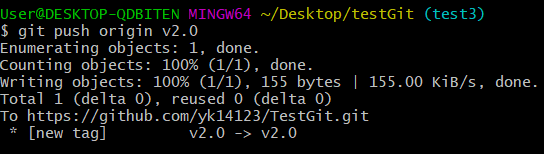 User@DESKTOP-QDBITEN MINGW64 ~/Desktop/testGit (test3)
$ git push origin v2.0
Enumerating objects: 1, done.
Counting objects: 100% (1/1), done.
Writing objects: 100% (1/1), 155 bytes | 155.00 KiB/s, done.
Total 1 (delta 0), reused 0 (delta 0)
To https://github.com/yk14123/TestGit.git
 * [new tag]         v2.0 -> v2.0